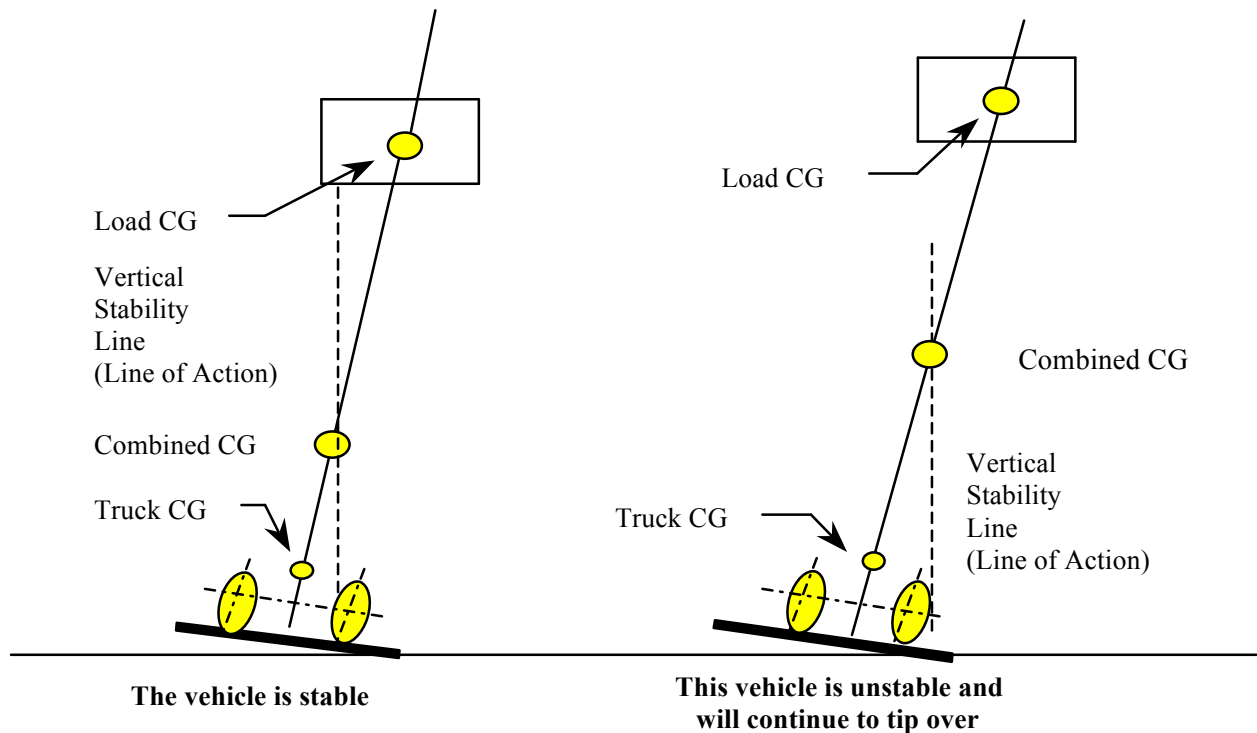 Load CG
Vertical
Stability
Line
(Line of Action)
Combined CG
Truck CG
The vehicle is stable
Load CG
Combined CG
Vertical
Stability
Line
(Line of Action)
Truck CG
This vehicle is unstable and
will continue to tip over